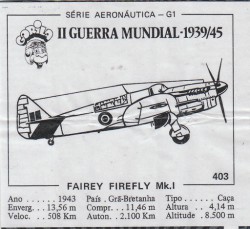 SÉRIE AERONÁUTICA – G1
II GUERRA MUNDIAL-1939/45
403
FAIREY FIREFLY Mk.I
Ano ...... 1943 País . Grã-Bretanha Tipo ..... Caça
Enverg. . 13,56 m Compr. .. 11,46 m Altura .. 4,14 m
Veloc. .. 508 Km Auton. . 2.100 Km Altitude . 8.500 m